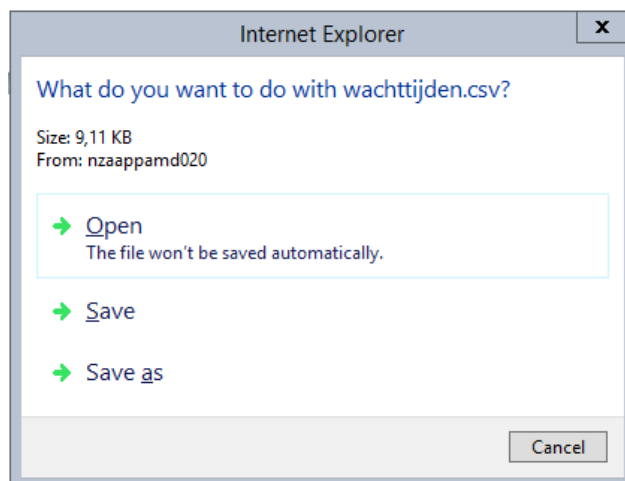 Internet Explorer
x
What do you want to do with wachttijden.csv?
Size: 9,11 KB
From: nzaappamd020
Open
The file won't be saved automatically.
Save
Save as
Cancel